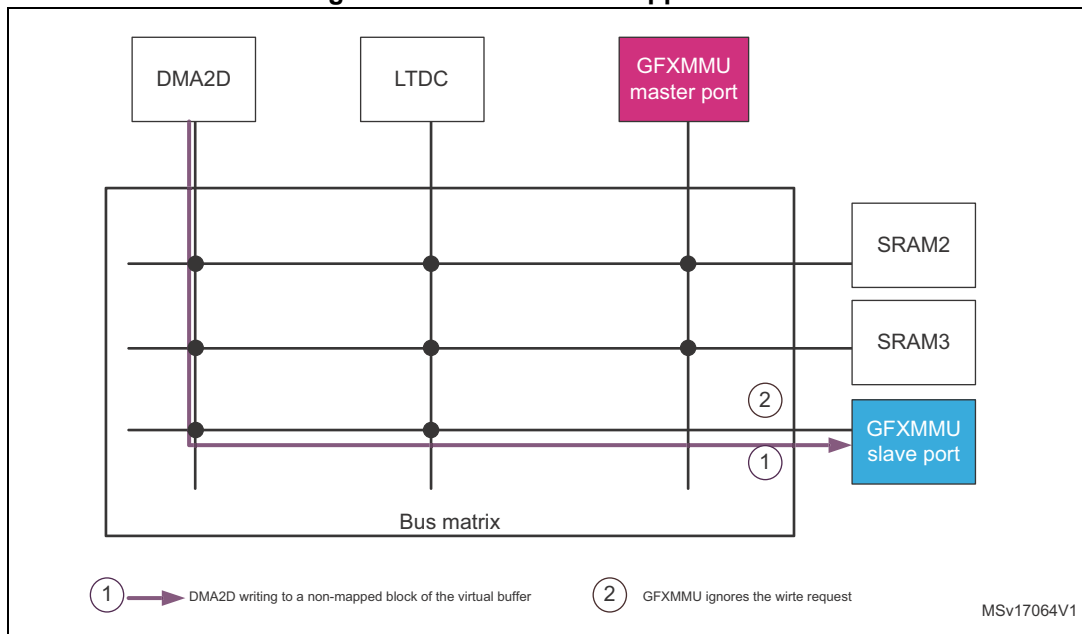 DMA2D
LTDC
GFXMMU
master port
SRAM2
SRAM3
2
GFXMMU
slave port
1
Bus matrix
1 DMA2D writing to a non-mapped block of the virtual buffer
2 GFXMMU ignores the wirte request
MSv17064V1